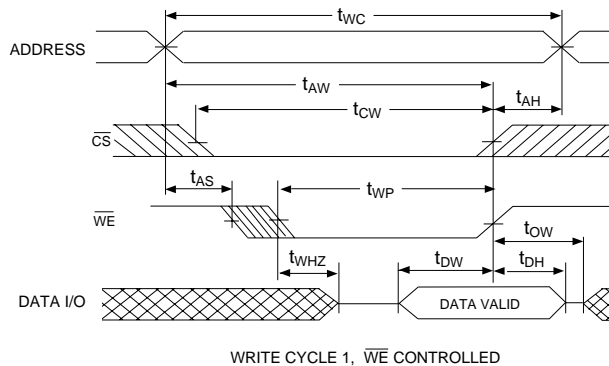 tWC
ADDRESS
tAW
tCW
tAH
CS
tAS
tWP
WE
tOW
tWHZ
tDW
tDH
DATA I/O
DATA VALID
WRITE CYCLE 1, WE CONTROLLED